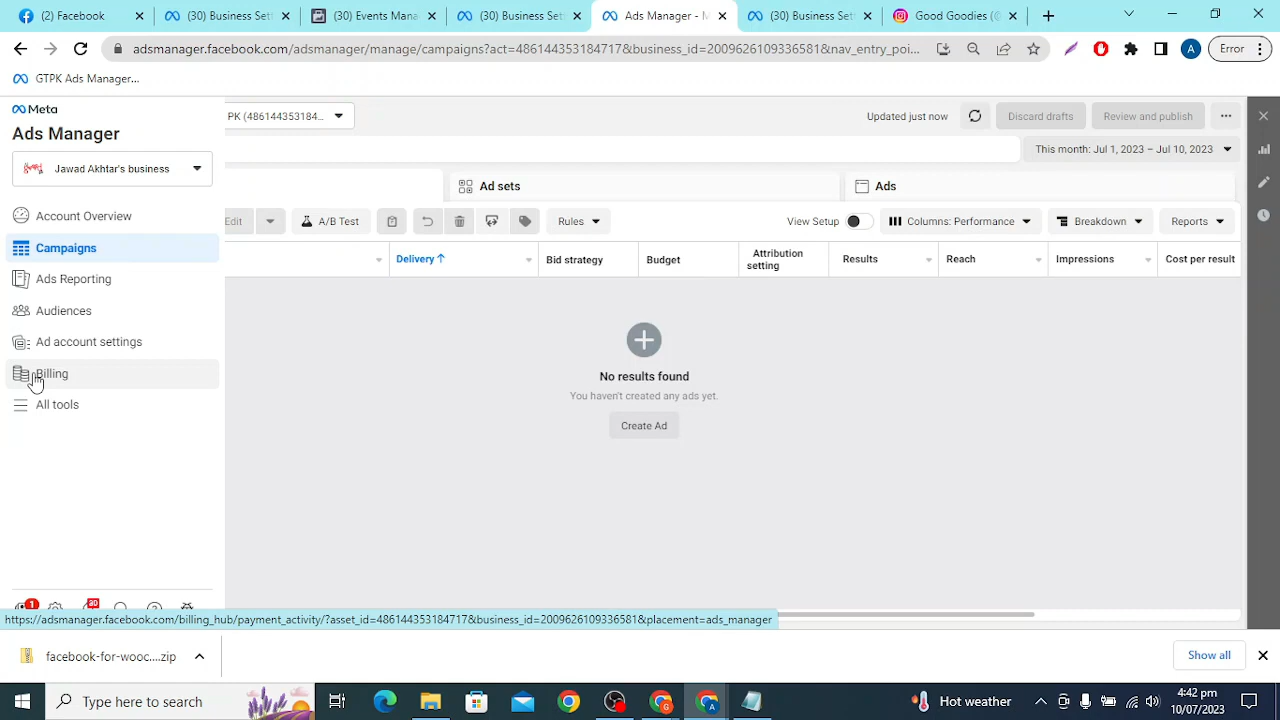 (30) Business Sett
(30) Events Mana
(30) Business Sett
Ads Manager - M
(30) Business Sett
Good Goodies (@
adsmanager.facebook.com/adsmanager/manage/campaigns?act=486144353184717&business_id=2009626109336581&nav_entry_poi...
A
Error
GTPK Ads Manager...
Meta
Ads Manager
PK (486144353184...
Updated just now
Discard drafts
Review and publish
This month: Jul 1, 2023 – Jul 10, 2023
Jawad Akhtar's business
Ad sets
Ads
Account Overview
Campaigns
Ads Reporting
Audiences
Ad account settings
Billing
All tools
Edit
A/B Test
Rules
View Setup
Columns: Performance
Breakdown
Reports
Delivery ↑
Bid strategy
Budget
Attribution
setting
Results
Reach
Impressions
Cost per result
No results found
You haven't created any ads yet.
Create Ad
1
https://adsmanager.facebook.com/billing_hub/payment_activity/?asset_id=486144353184717&business_id=2009626109336581&placement=ads_manager
facebook-for-wooc....zip
Show all
Type here to search
G
A
Hot weather
4:42 pm
10/07/2023